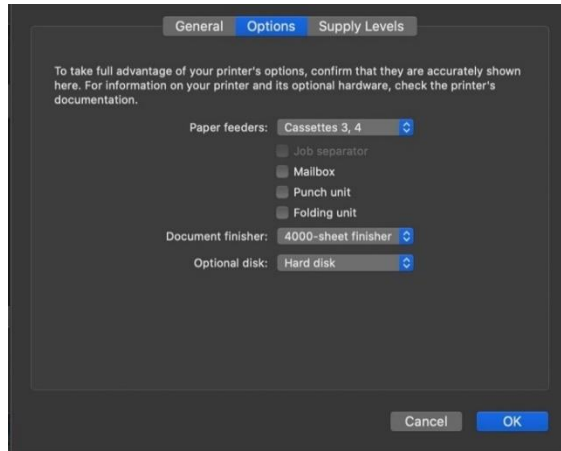 General Options Supply Levels
To take full advantage of your printer's options, confirm that they are accurately shown
here. For information on your printer and its optional hardware, check the printer's
documentation.
Paper feeders: Cassettes 3, 4
Job separator
Mailbox
Punch unit
Folding unit
Document finisher: 4000-sheet finisher
Optional disk: Hard disk
Cancel OK